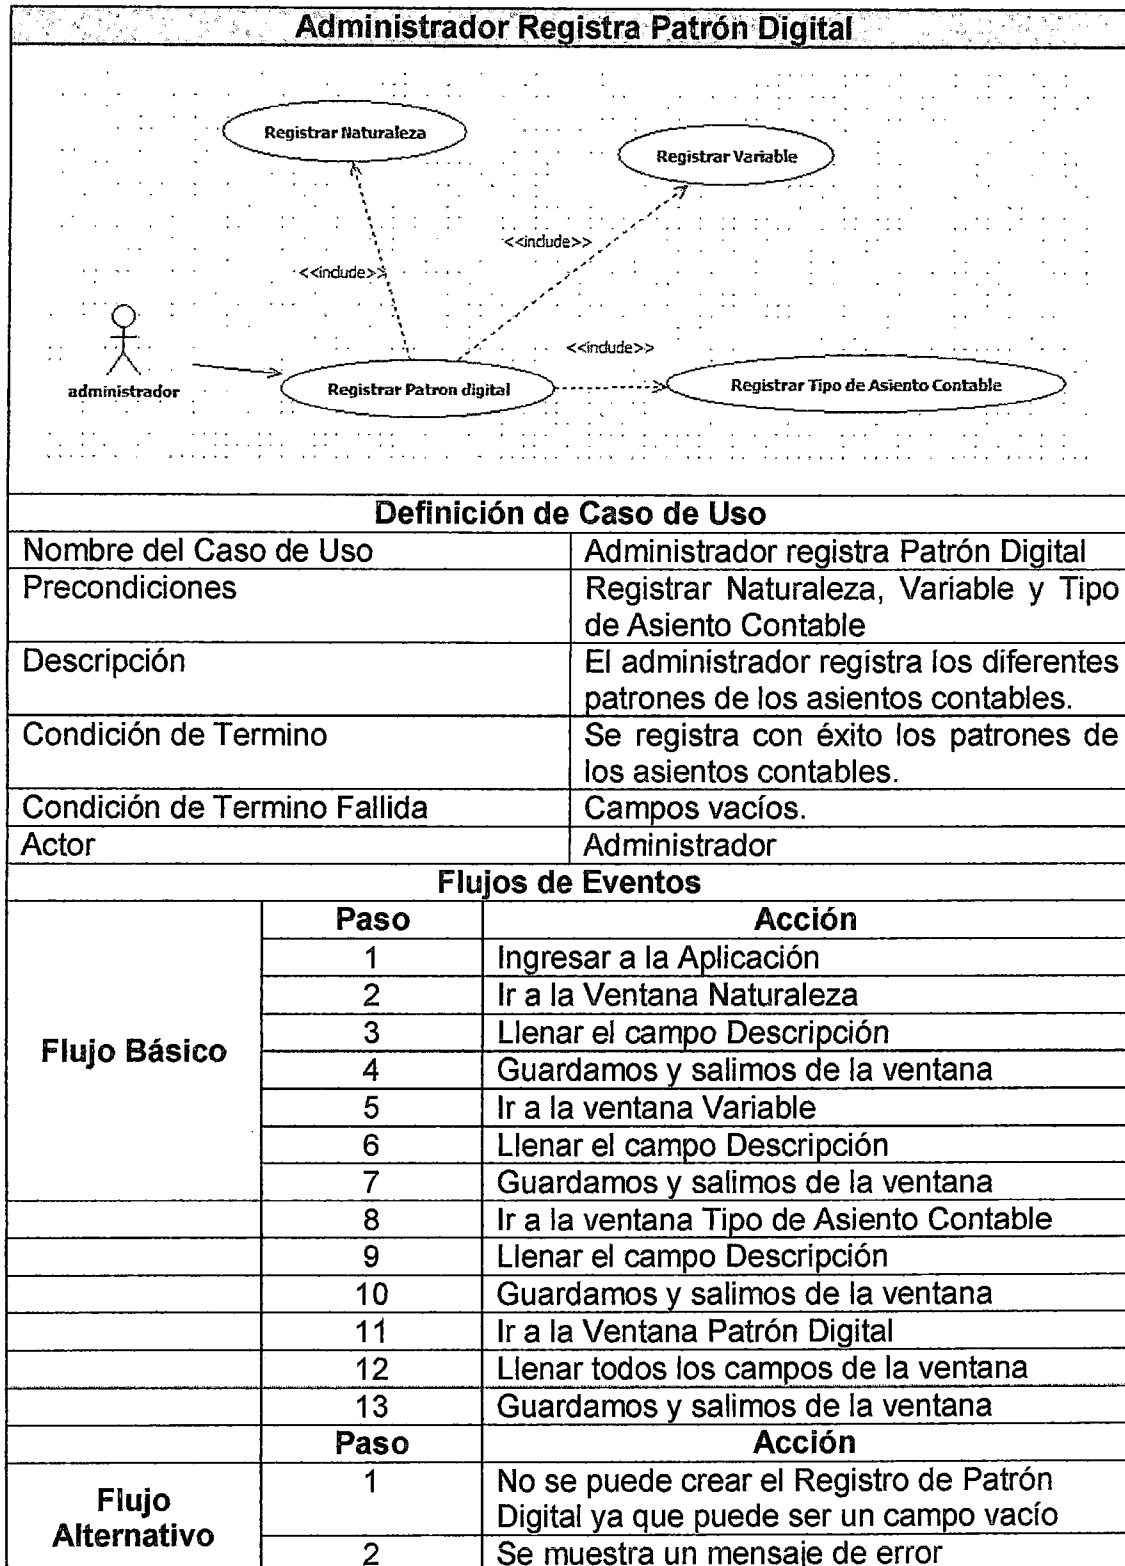 Administrador Registra Patrón Digital
Registrar Naturaleza
Registrar Variable
<<include>>
<<include>>
<<include>>
administrador
Registrar Patron digital
Registrar Tipo de Asiento Contable
Definición de Caso de Uso
Nombre del Caso de Uso Administrador registra Patrón Digital
Precondiciones Registrar Naturaleza, Variable y Tipo
de Asiento Contable
Descripción El administrador registra los diferentes
patrones de los asientos contables.
Condición de Termino Se registra con éxito los patrones de
los asientos contables.
Condición de Termino Fallida Campos vacíos.
Actor Administrador
Flujos de Eventos
Paso Acción
1 Ingresar a la Aplicación
2 Ir a la Ventana Naturaleza
3 Llenar el campo Descripción
Flujo Básico
4 Guardamos y salimos de la ventana
5 Ir a la ventana Variable
6 Llenar el campo Descripción
7 Guardamos y salimos de la ventana
8 Ir a la ventana Tipo de Asiento Contable
9 Llenar el campo Descripción
10 Guardamos y salimos de la ventana
11 Ir a la Ventana Patrón Digital
12 Llenar todos los campos de la ventana
13 Guardamos y salimos de la ventana
Paso Acción
Flujo
Alternativo
1 No se puede crear el Registro de Patrón
Digital ya que puede ser un campo vacío
2 Se muestra un mensaje de error